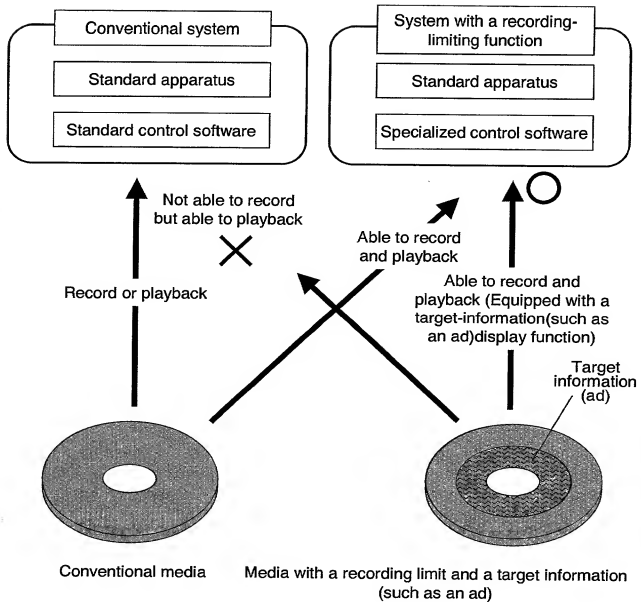 Conventional system
Standard apparatus
Standard control software
System with a recording-
limiting function
Standard apparatus
Specialized control software
Not able to record
but able to playback
Able to record
and playback
Record or playback
Able to record and
playback (Equipped with a
target-information(such as
an ad)display function)
Target
information
(ad)
Conventional media
Media with a recording limit and a target information
(such as an ad)